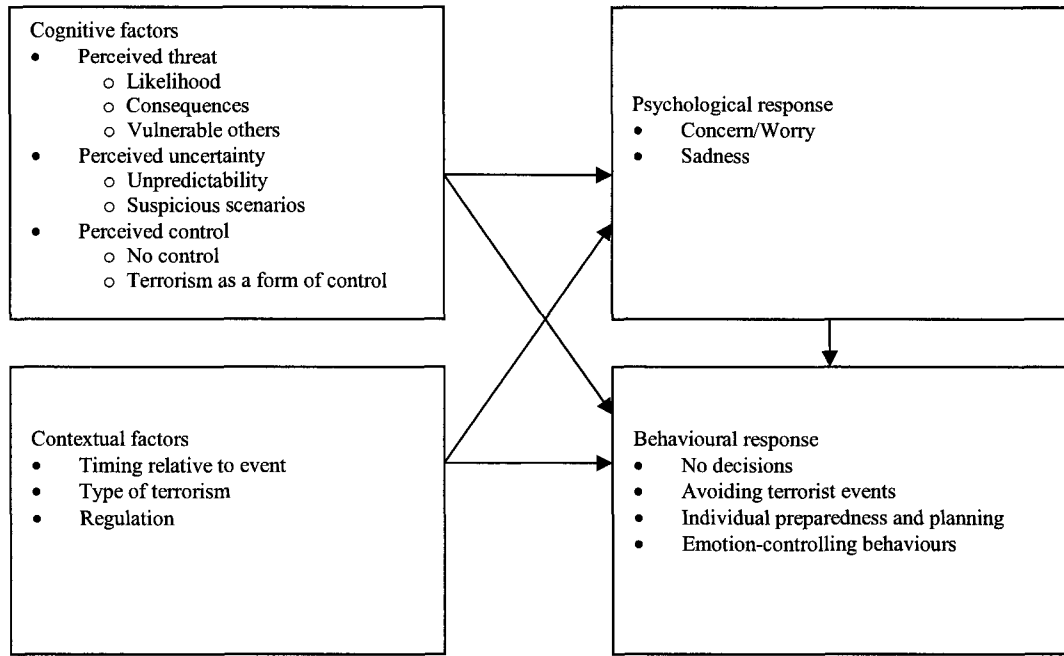 Cognitive factors
• Perceived threat
o Likelihood
o Consequences
o Vulnerable others
• Perceived uncertainty
o Unpredictability
o Suspicious scenarios
• Perceived control
o No control
o Terrorism as a form of control
Psychological response
• Concern/Worry
• Sadness
Contextual factors
• Timing relative to event
• Type of terrorism
• Regulation
Behavioural response
• No decisions
• Avoiding terrorist events
• Individual preparedness and planning
• Emotion-controlling behaviours